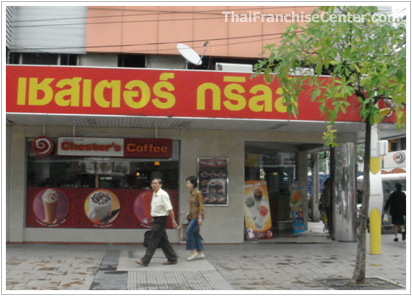 ThaiFranchiseCenter.com
เชสเตอร์ กริลล์
Chester's Coffee